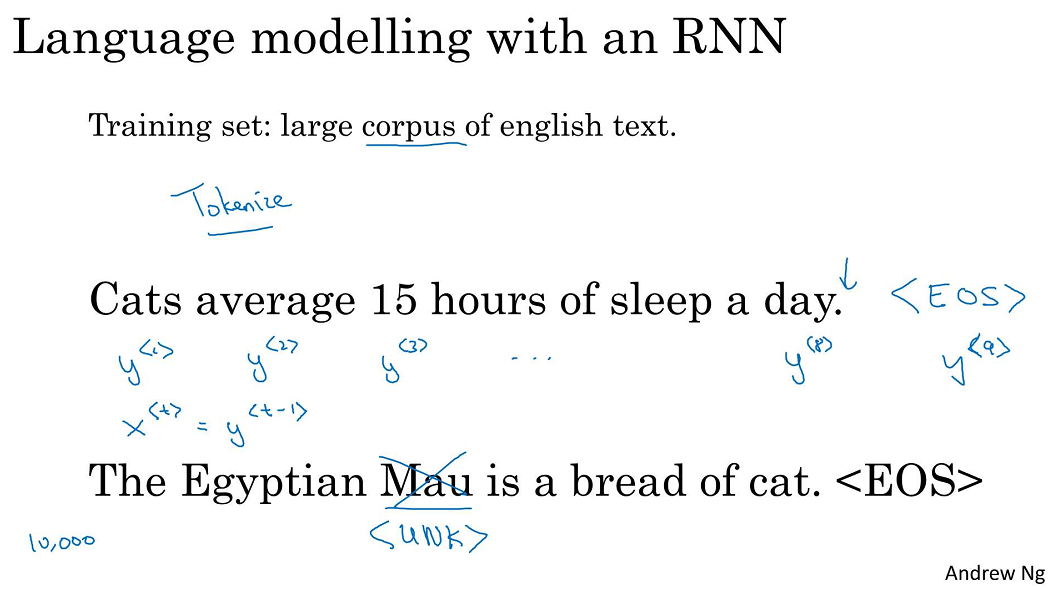 Language modelling with an RNN
Training set: large corpus of english text.
Tokenize
Cats average 15 hours of sleep a day. ↓ <EOS>
y<1> y<2> y<3> ... y<8> y<9>
x<t> = y<t-1>
The Egyptian Mau is a bread of cat. <EOS>
<UNK>
10,000
Andrew Ng